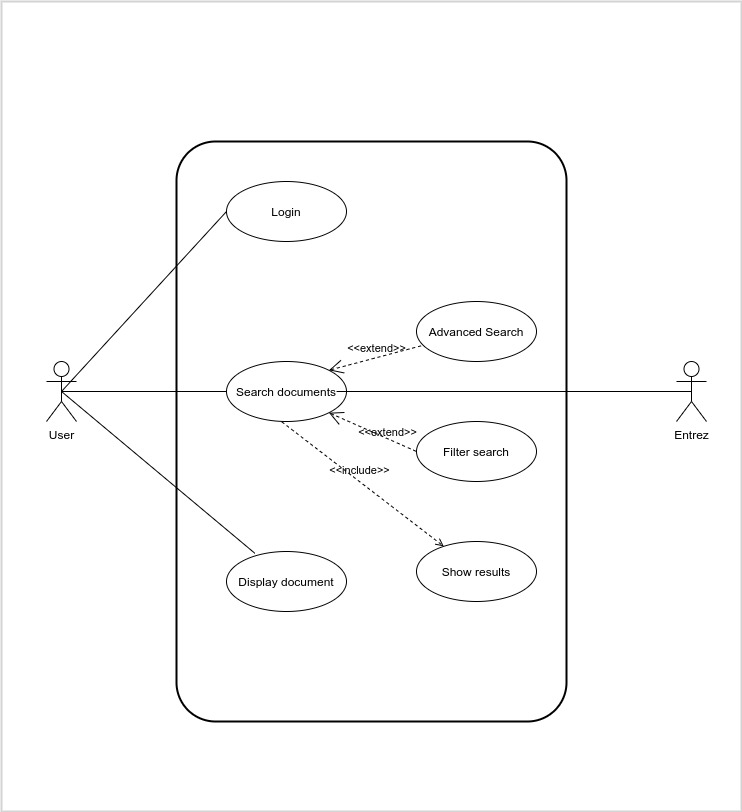 Login
Advanced Search
<<extend>>
Search documents
User
Entrez
<<extend>>
Filter search
<<include>>
Show results
Display document